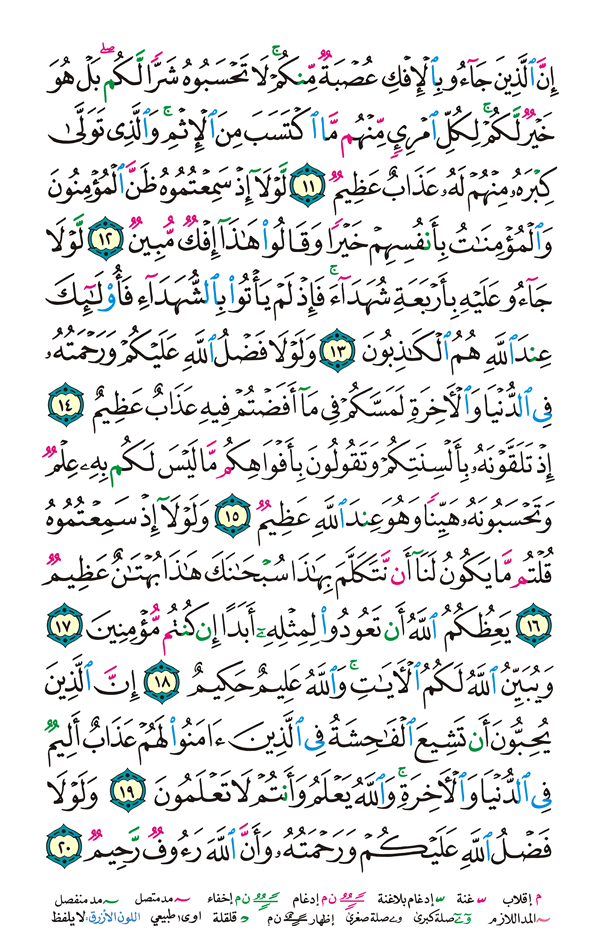 إِنَّ ٱلَّذِينَ جَآءُو بِٱلْإِفْكِ عُصْبَةٌ مِّنكُمْ ۚ لَا تَحْسَبُوهُ شَرًّا لَّكُم ۖ بَلْ هُوَ
خَيْرٌ لَّكُمْ ۚ لِكُلِّ ٱمْرِئٍ مِّنْهُم مَّا ٱكْتَسَبَ مِنَ ٱلْإِثْمِ ۚ وَٱلَّذِى تَوَلَّىٰ
كِبْرَهُۥ مِنْهُمْ لَهُۥ عَذَابٌ عَظِيمٌ ١١ لَّوْلَآ إِذْ سَمِعْتُمُوهُ ظَنَّ ٱلْمُؤْمِنُونَ
وَٱلْمُؤْمِنَٰتُ بِأَنفُسِهِمْ خَيْرًا وَقَالُوا۟ هَٰذَآ إِفْكٌ مُّبِينٌ ١٢ لَّوْلَا
جَآءُو عَلَيْهِ بِأَرْبَعَةِ شُهَدَآءَ ۚ فَإِذْ لَمْ يَأْتُوا۟ بِٱلشُّهَدَآءِ فَأُو۟لَٰٓئِكَ
عِندَ ٱللَّهِ هُمُ ٱلْكَٰذِبُونَ ١٣ وَلَوْلَا فَضْلُ ٱللَّهِ عَلَيْكُمْ وَرَحْمَتُهُۥ
فِى ٱلدُّنْيَا وَٱلْءَاخِرَةِ لَمَسَّكُمْ فِى مَآ أَفَضْتُمْ فِيهِ عَذَابٌ عَظِيمٌ ١٤
إِذْ تَلَقَّوْنَهُۥ بِأَلْسِنَتِكُمْ وَتَقُولُونَ بِأَفْوَاهِكُم مَّا لَيْسَ لَكُم بِهِۦ عِلْمٌ
وَتَحْسَبُونَهُۥ هَيِّنًا وَهُوَ عِندَ ٱللَّهِ عَظِيمٌ ١٥ وَلَوْلَآ إِذْ سَمِعْتُمُوهُ
قُلْتُم مَّا يَكُونُ لَنَآ أَن نَّتَكَلَّمَ بِهَٰذَا سُبْحَٰنَكَ هَٰذَا بُهْتَٰنٌ عَظِيمٌ
١٦ يَعِظُكُمُ ٱللَّهُ أَن تَعُودُوا۟ لِمِثْلِهِۦٓ أَبَدًا إِن كُنتُم مُّؤْمِنِينَ ١٧
وَيُبَيِّنُ ٱللَّهُ لَكُمُ ٱلْءَايَٰتِ ۚ وَٱللَّهُ عَلِيمٌ حَكِيمٌ ١٨ إِنَّ ٱلَّذِينَ
يُحِبُّونَ أَن تَشِيعَ ٱلْفَٰحِشَةُ فِى ٱلَّذِينَ ءَامَنُوا۟ لَهُمْ عَذَابٌ أَلِيمٌ
فِى ٱلدُّنْيَا وَٱلْءَاخِرَةِ ۚ وَٱللَّهُ يَعْلَمُ وَأَنتُمْ لَا تَعْلَمُونَ ١٩ وَلَوْلَا
فَضْلُ ٱللَّهِ عَلَيْكُمْ وَرَحْمَتُهُۥ وَأَنَّ ٱللَّهَ رَءُوفٌ رَّحِيمٌ ٢٠
م إقلاب غنة إدغام بلاغنة ن م إدغام ن م إخفاء مد متصل مد منفصل
المد اللازم صلة كبرى صلة صغرى إظهار ن م قلقلة اوى: طبيعي اللون الأزرق: لا يلفظ